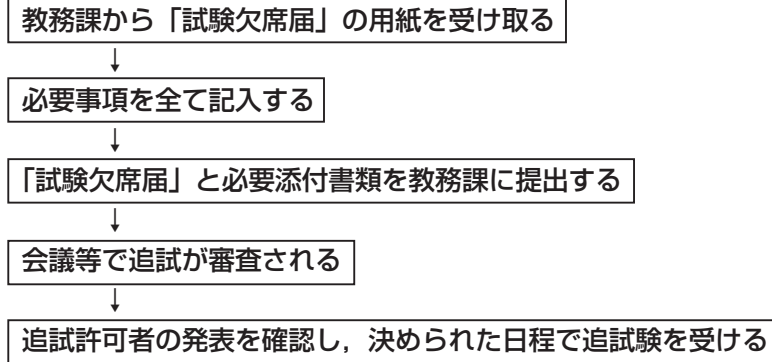 教務課から「試験欠席届」の用紙を受け取る
↓
必要事項を全て記入する
↓
「試験欠席届」と必要添付書類を教務課に提出する
↓
会議等で追試が審査される
↓
追試許可者の発表を確認し，決められた日程で追試験を受ける